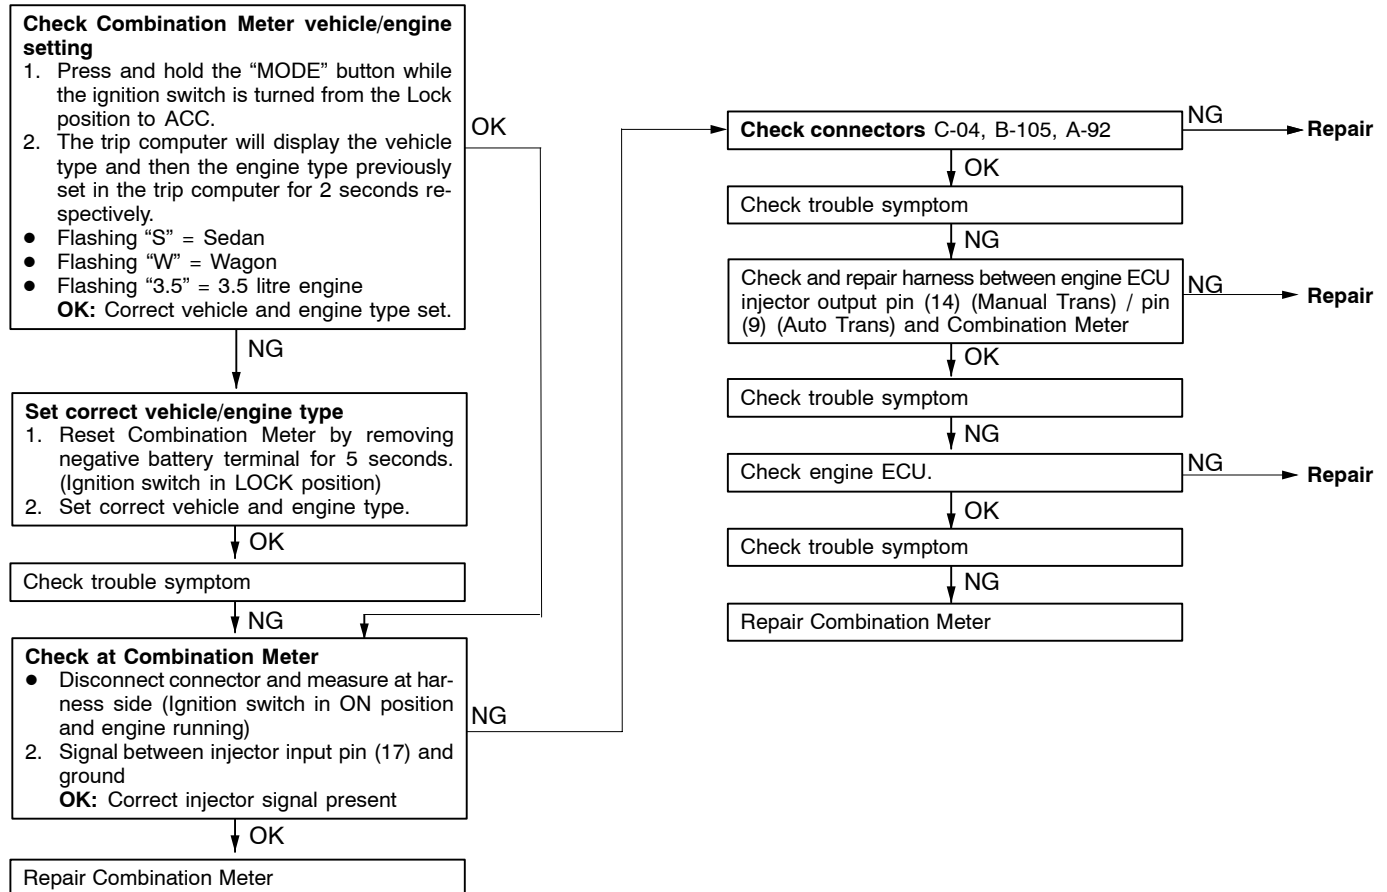 Check Combination Meter vehicle/engine
setting
1. Press and hold the “MODE” button while
the ignition switch is turned from the Lock
position to ACC.
2. The trip computer will display the vehicle
type and then the engine type previously
set in the trip computer for 2 seconds re-
spectively.
● Flashing “S” = Sedan
● Flashing “W” = Wagon
● Flashing “3.5” = 3.5 litre engine
OK: Correct vehicle and engine type set.
OK
NG
Set correct vehicle/engine type
1. Reset Combination Meter by removing
negative battery terminal for 5 seconds.
(Ignition switch in LOCK position)
2. Set correct vehicle and engine type.
OK
Check trouble symptom
NG
Check at Combination Meter
● Disconnect connector and measure at har-
ness side (Ignition switch in ON position
and engine running)
2. Signal between injector input pin (17) and
ground
OK: Correct injector signal present
NG
OK
Repair Combination Meter
Check connectors C-04, B-105, A-92
NG
Repair
OK
Check trouble symptom
NG
Check and repair harness between engine ECU
injector output pin (14) (Manual Trans) / pin
(9) (Auto Trans) and Combination Meter
NG
Repair
OK
Check trouble symptom
NG
Check engine ECU.
NG
Repair
OK
Check trouble symptom
NG
Repair Combination Meter